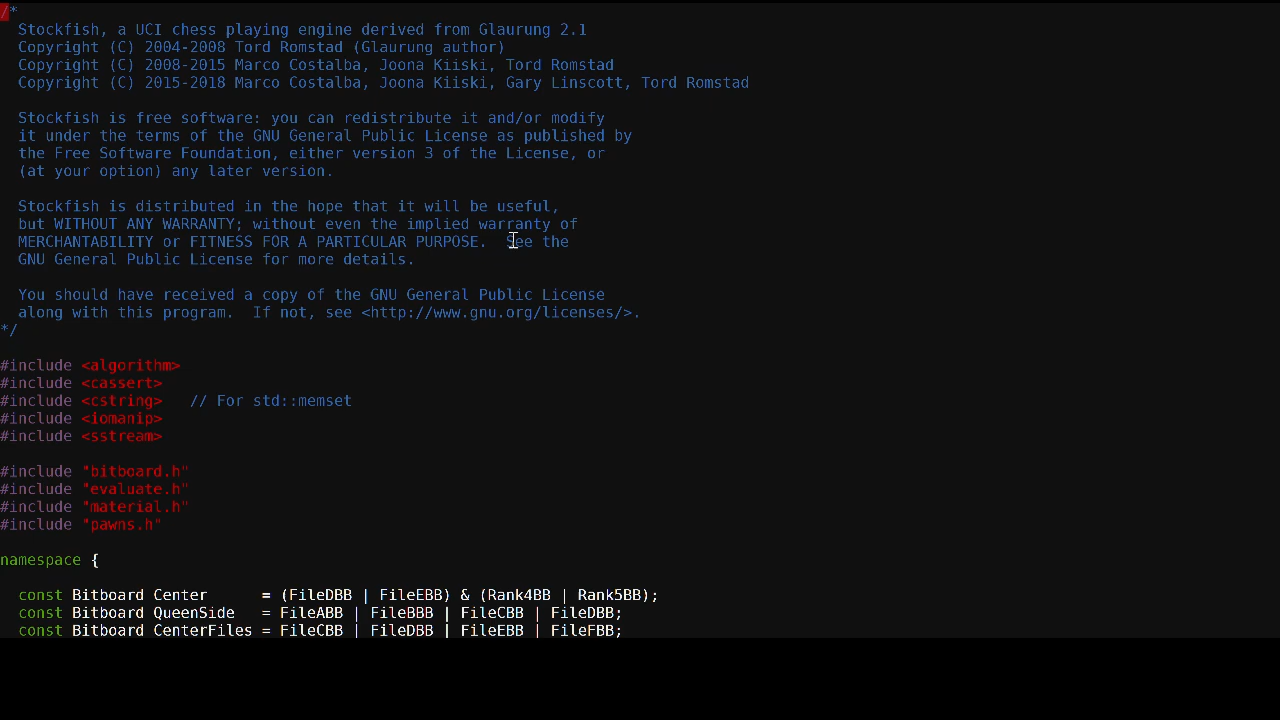 /*
  Stockfish, a UCI chess playing engine derived from Glaurung 2.1
  Copyright (C) 2004-2008 Tord Romstad (Glaurung author)
  Copyright (C) 2008-2015 Marco Costalba, Joona Kiiski, Tord Romstad
  Copyright (C) 2015-2018 Marco Costalba, Joona Kiiski, Gary Linscott, Tord Romstad

  Stockfish is free software: you can redistribute it and/or modify
  it under the terms of the GNU General Public License as published by
  the Free Software Foundation, either version 3 of the License, or
  (at your option) any later version.

  Stockfish is distributed in the hope that it will be useful,
  but WITHOUT ANY WARRANTY; without even the implied warranty of
  MERCHANTABILITY or FITNESS FOR A PARTICULAR PURPOSE.  See the
  GNU General Public License for more details.

  You should have received a copy of the GNU General Public License
  along with this program.  If not, see <http://www.gnu.org/licenses/>.
*/

#include <algorithm>
#include <cassert>
#include <cstring>   // For std::memset
#include <iomanip>
#include <sstream>

#include "bitboard.h"
#include "evaluate.h"
#include "material.h"
#include "pawns.h"

namespace {

  const Bitboard Center      = (FileDBB | FileEBB) & (Rank4BB | Rank5BB);
  const Bitboard QueenSide   = FileABB | FileBBB | FileCBB | FileDBB;
  const Bitboard CenterFiles = FileCBB | FileDBB | FileEBB | FileFBB;